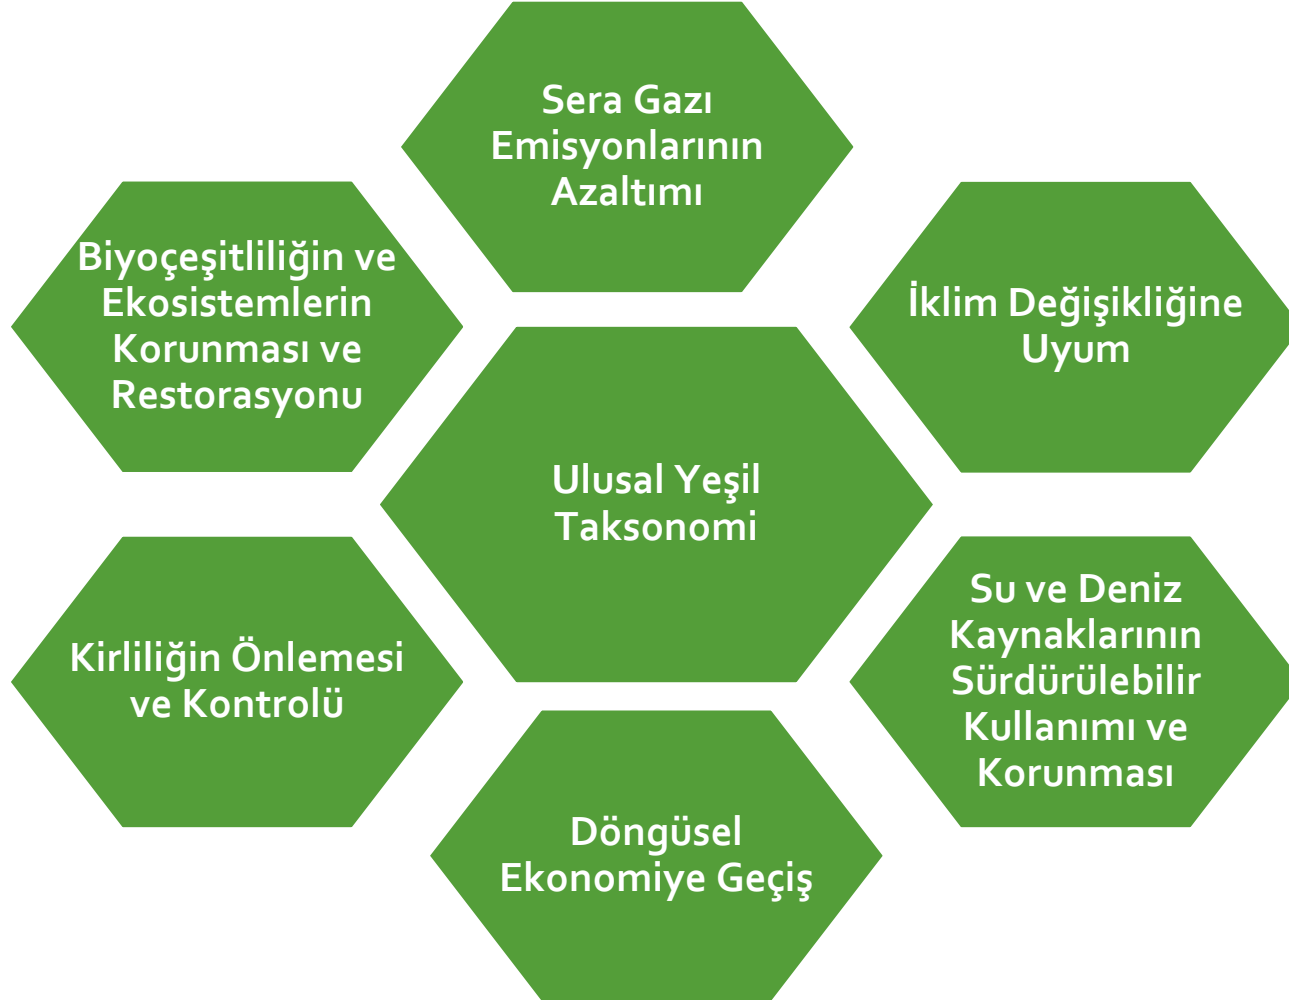 Sera Gazı
Emisyonlarının
Azaltımı
Biyoçeşitliliğin ve
Ekosistemlerin
Korunması ve
Restorasyonu
İklim Değişikliğine
Uyum
Ulusal Yeşil
Taksonomi
Kirliliğin Önlemesi
ve Kontrolü
Su ve Deniz
Kaynaklarının
Sürdürülebilir
Kullanımı ve
Korunması
Döngüsel
Ekonomiye Geçiş